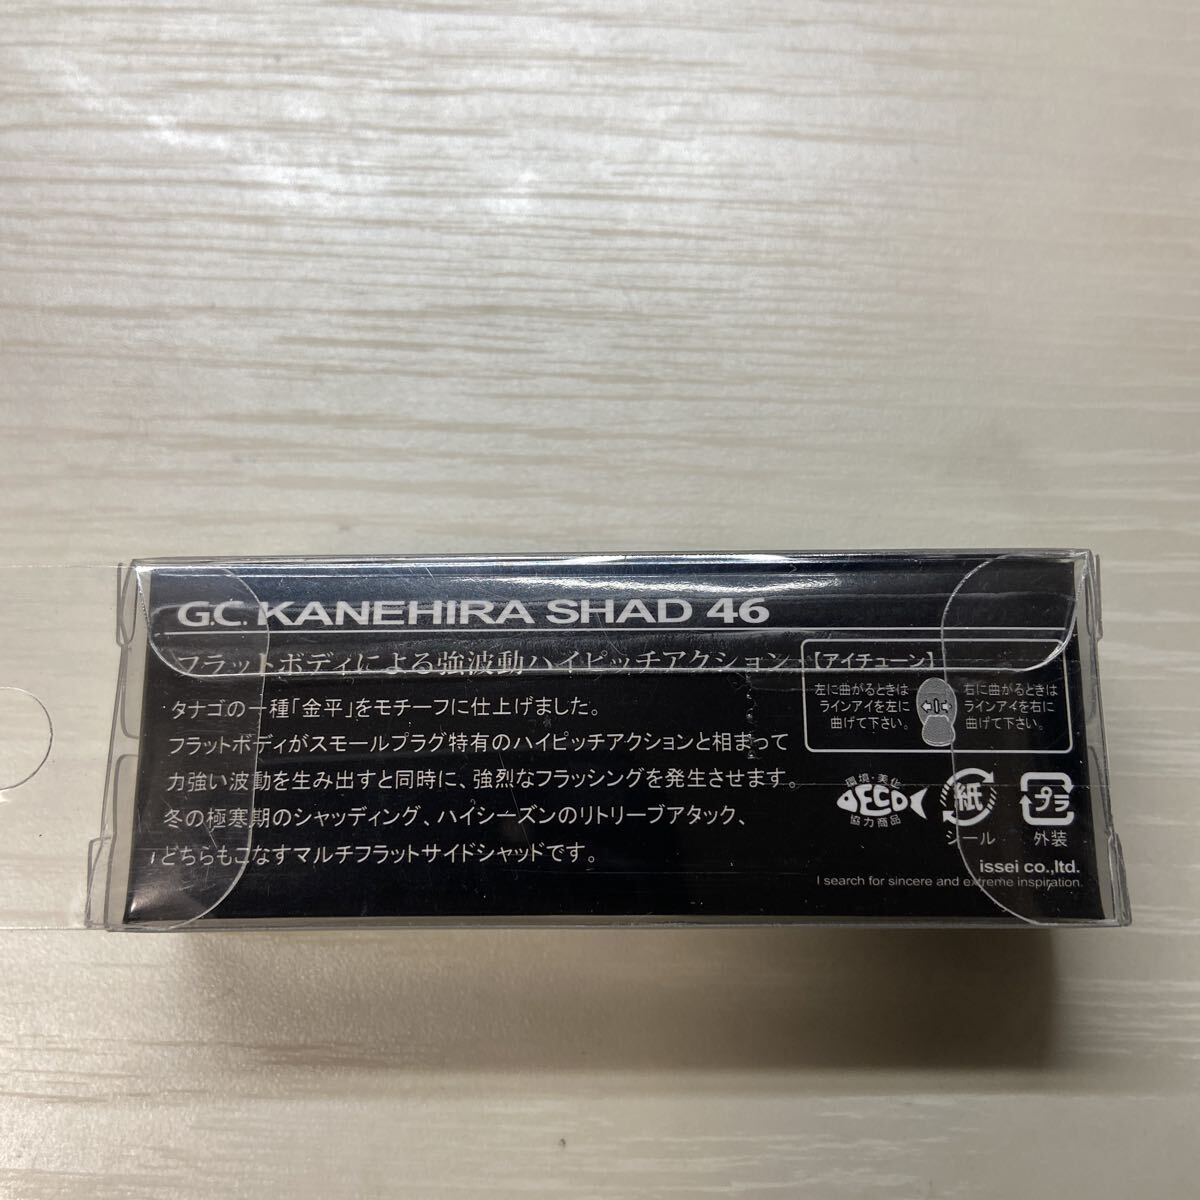 G.C. KANEHIRA SHAD 46
フラットボディによる強波動ハイピッチアクション
タナゴの一種「金平」をモチーフに仕上げました。
フラットボディがスモールプラグ特有のハイピッチアクションと相まって
力強い波動を生み出すと同時に、強烈なフラッシングを発生させます。
冬の極寒期のシャッディング、ハイシーズンのリトリーブアタック、
どちらもこなすマルチフラットサイドシャッドです。
【アイチューン】
左に曲がるときは
ラインアイを左に
曲げて下さい。
右に曲がるときは
ラインアイを右に
曲げて下さい。
環境・美化
ECO
協力商品
紙
シール
プラ
外装
issei co.,ltd.
I search for sincere and extreme inspiration.